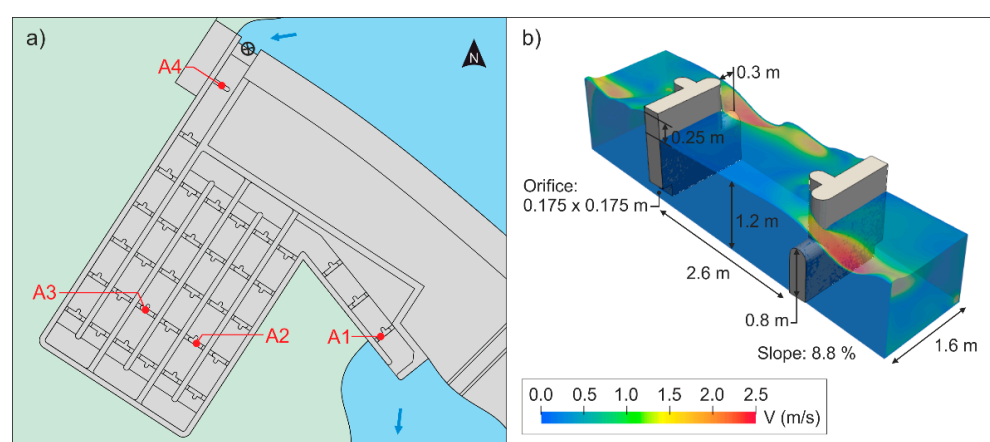 a)
N
A4
A3
A2
A1
b)
0.3 m
0.25 m
Orifice:
0.175 x 0.175 m
1.2 m
2.6 m
0.8 m
Slope: 8.8 %
1.6 m
0.0 0.5 1.0 1.5 2.0 2.5
V (m/s)